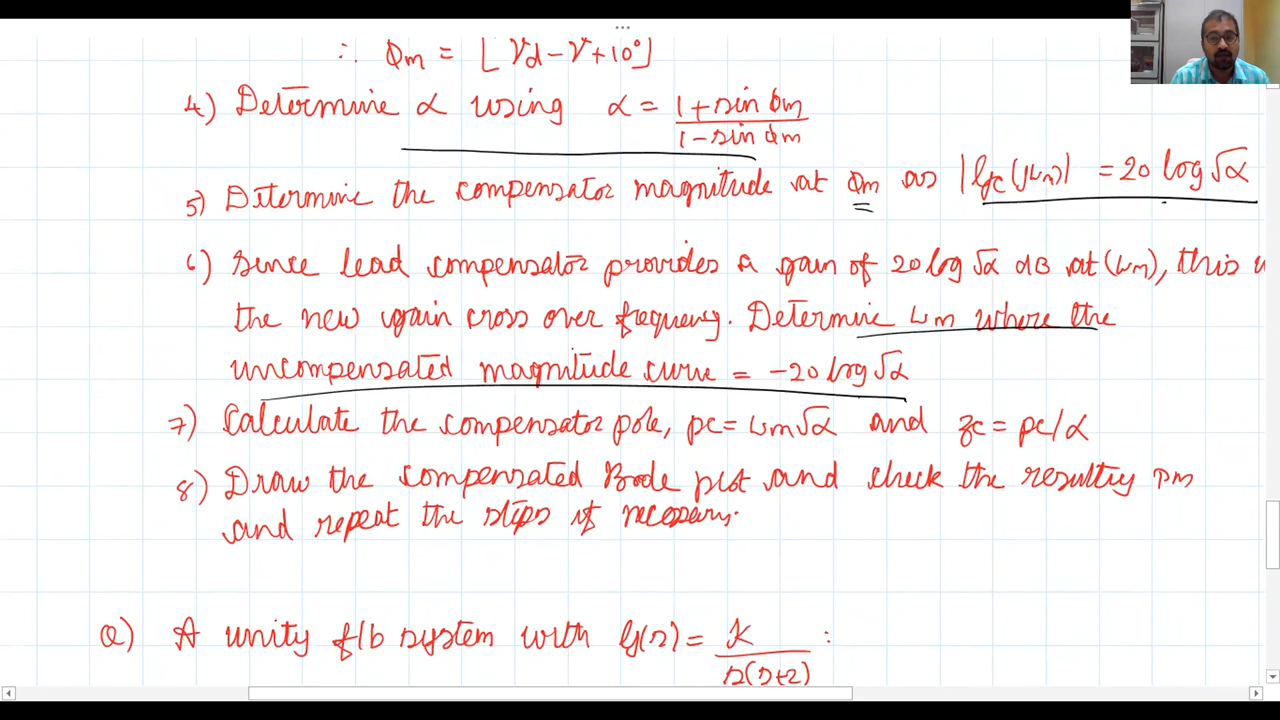 ∴ ϕm = [γd − γ + 10°]
4) Determine α using α = 1 + sin ϕm / 1 − sin ϕm
5) Determine the compensator magnitude at ϕm as |Gc(jωm)| = 20 log √α
6) Since lead compensator provides a gain of 20 log √α dB at (ωm), this
the new gain cross over frequency. Determine ωm where the
uncompensated magnitude curve = −20 log √α
7) Calculate the compensator pole, pc = ωm√α and zc = pc/α
8) Draw the compensated Bode plot and check the resulting PM
and repeat the steps if necessary.
Q) A unity f/b system with G(s) = K / s(s+2) :